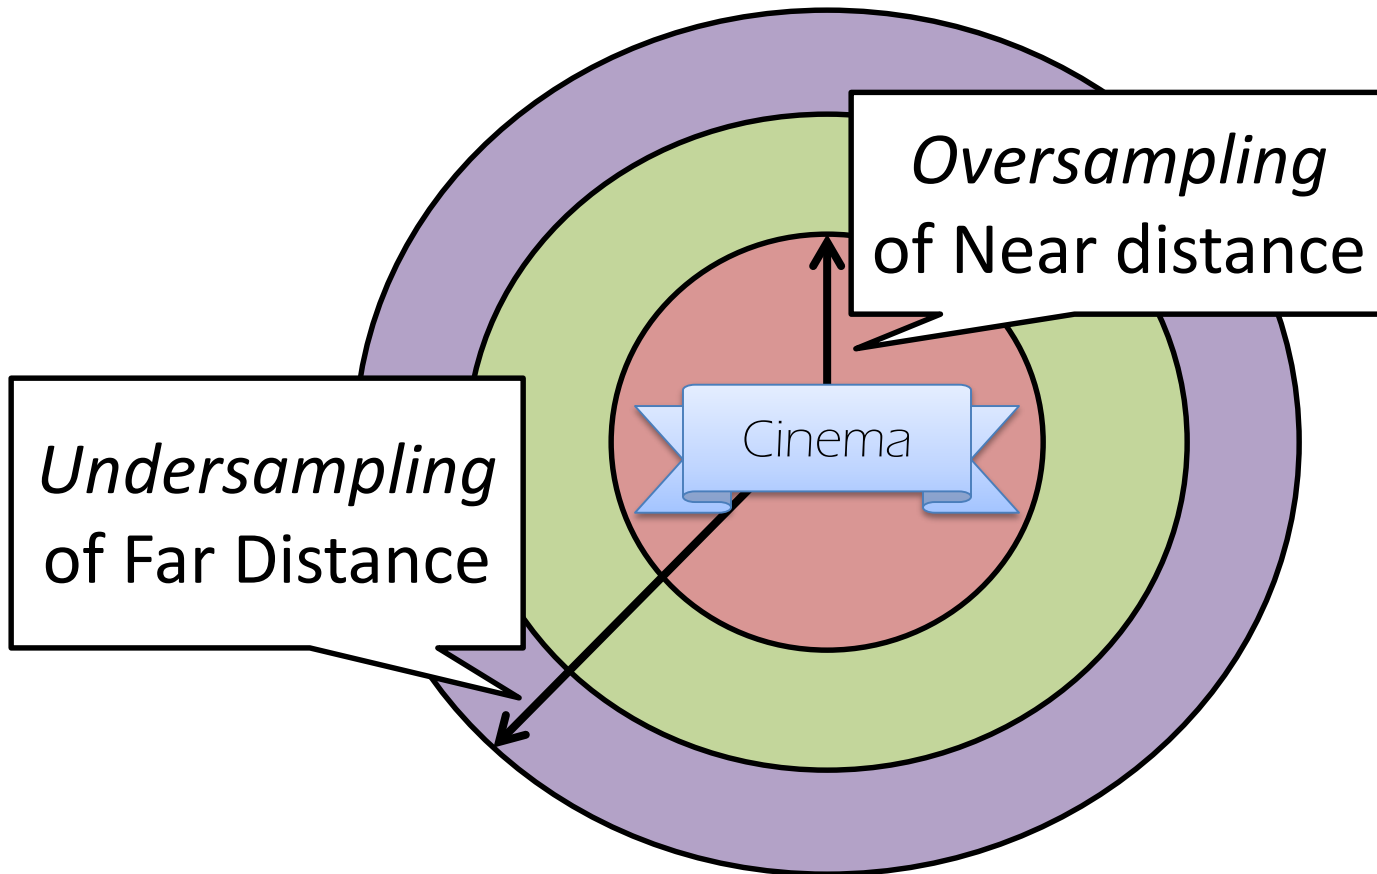 Oversampling
of Near distance
Cinema
Undersampling
of Far Distance